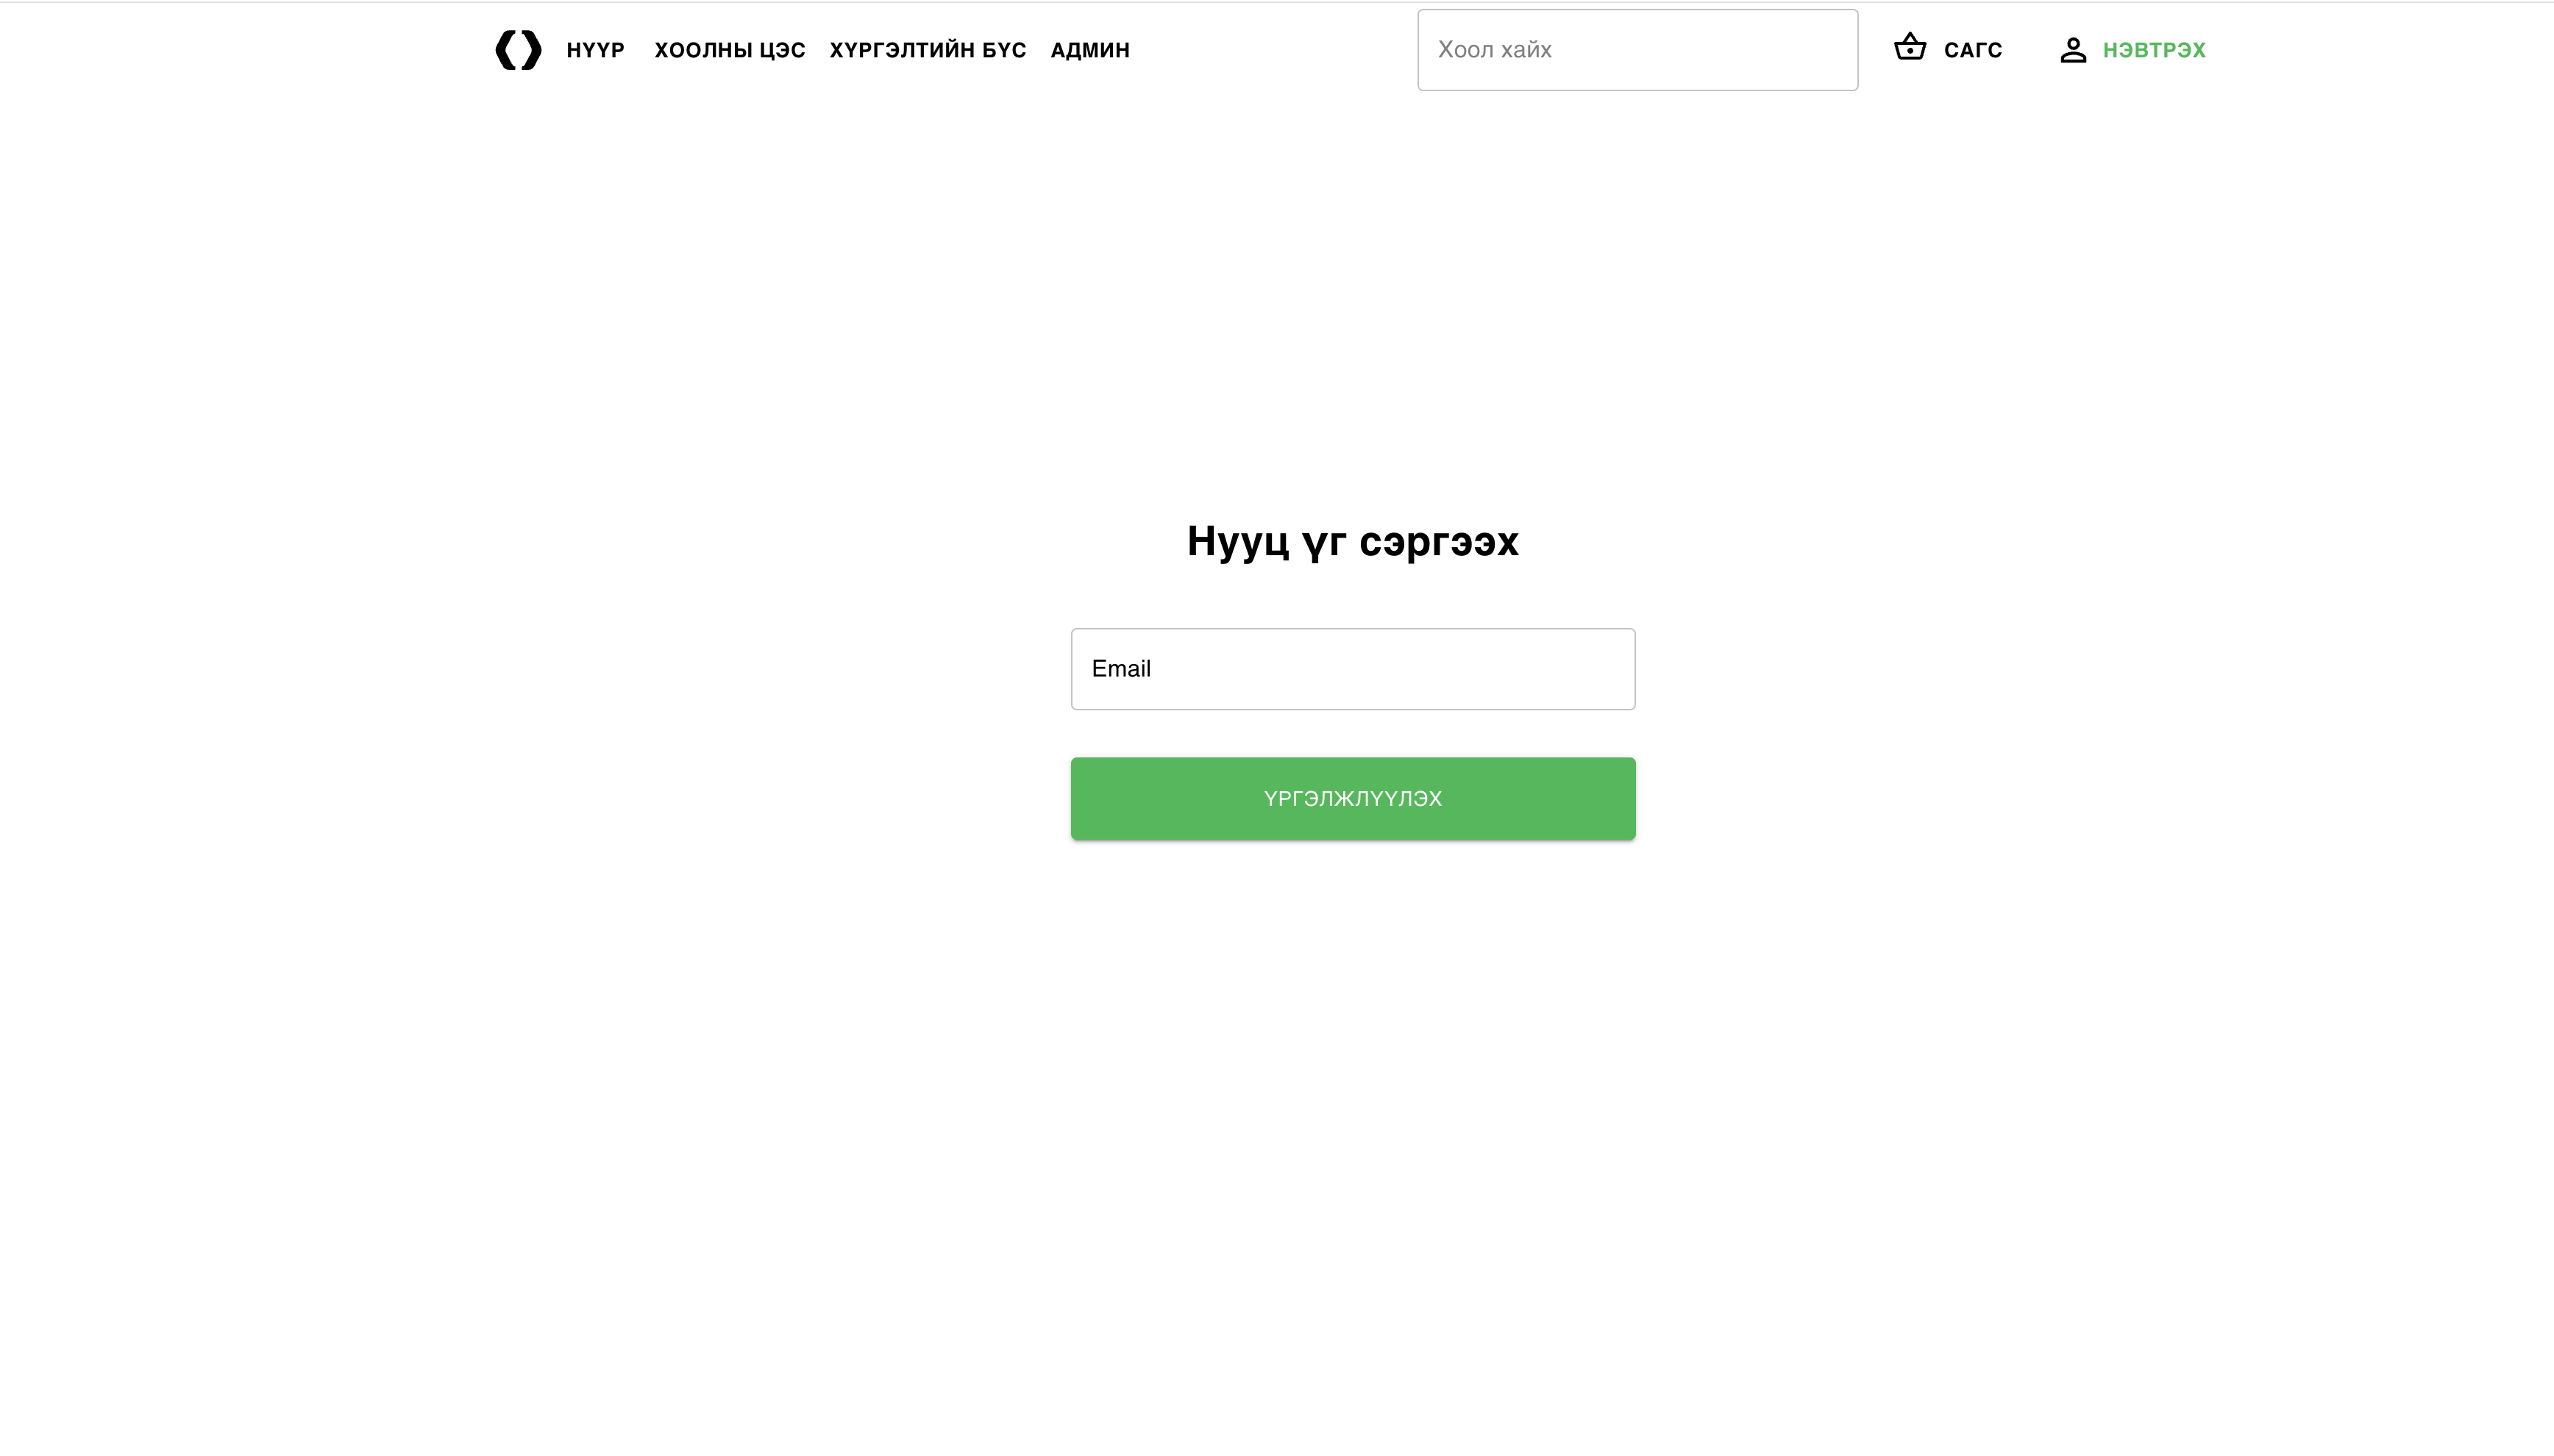 НҮҮР ХООЛНЫ ЦЭС ХҮРГЭЛТИЙН БҮС АДМИН Хоол хайх САГС НЭВТРЭХ
Нууц үг сэргээх
Email
ҮРГЭЛЖЛҮҮЛЭХ